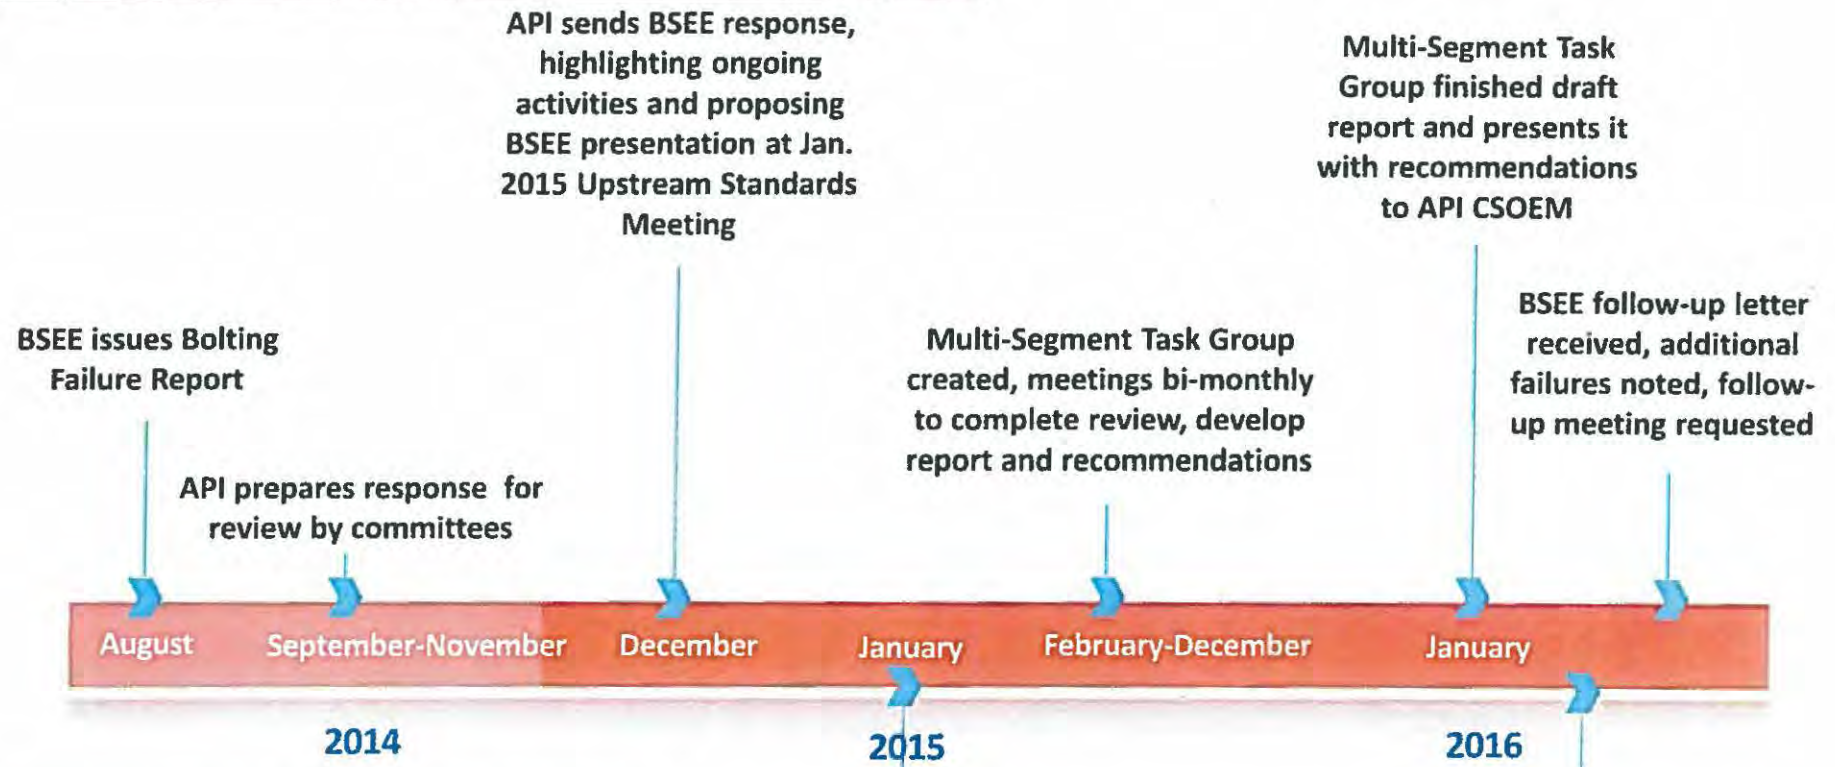 API sends BSEE response,
highlighting ongoing
activities and proposing
BSEE presentation at Jan.
2015 Upstream Standards
Meeting
Multi-Segment Task
Group finished draft
report and presents it
with recommendations
to API CSOEM
BSEE issues Bolting
Failure Report
API prepares response for
review by committees
Multi-Segment Task Group
created, meetings bi-monthly
to complete review, develop
report and recommendations
BSEE follow-up letter
received, additional
failures noted, follow-
up meeting requested
August September-November December January February-December January
2014 2015 2016